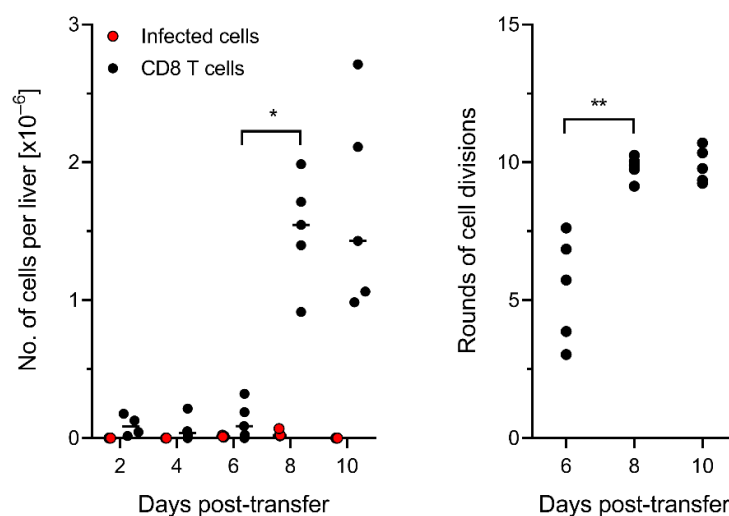 Infected cells
CD8 T cells
No. of cells per liver [x10⁻⁶]
3
2
1
0
*
2 4 6 8 10
Days post-transfer
Rounds of cell divisions
15
10
5
0
**
6 8 10
Days post-transfer